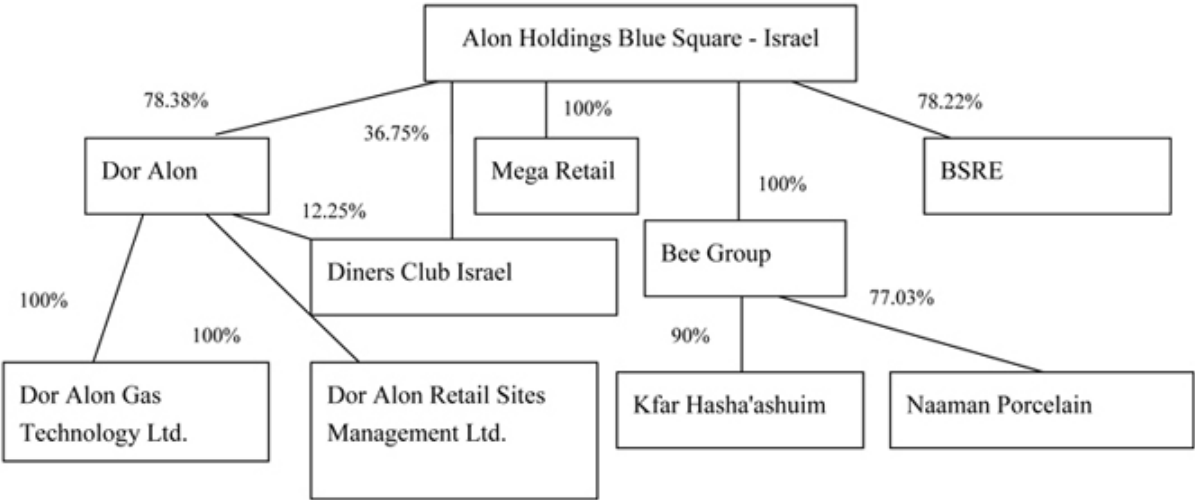 Alon Holdings Blue Square - Israel
78.38%
36.75%
100%
78.22%
Dor Alon
Mega Retail
BSRE
100%
12.25%
Bee Group
Diners Club Israel
100%
100%
90%
77.03%
Dor Alon Gas
Technology Ltd.
Dor Alon Retail Sites
Management Ltd.
Kfar Hasha'ashuim
Naaman Porcelain